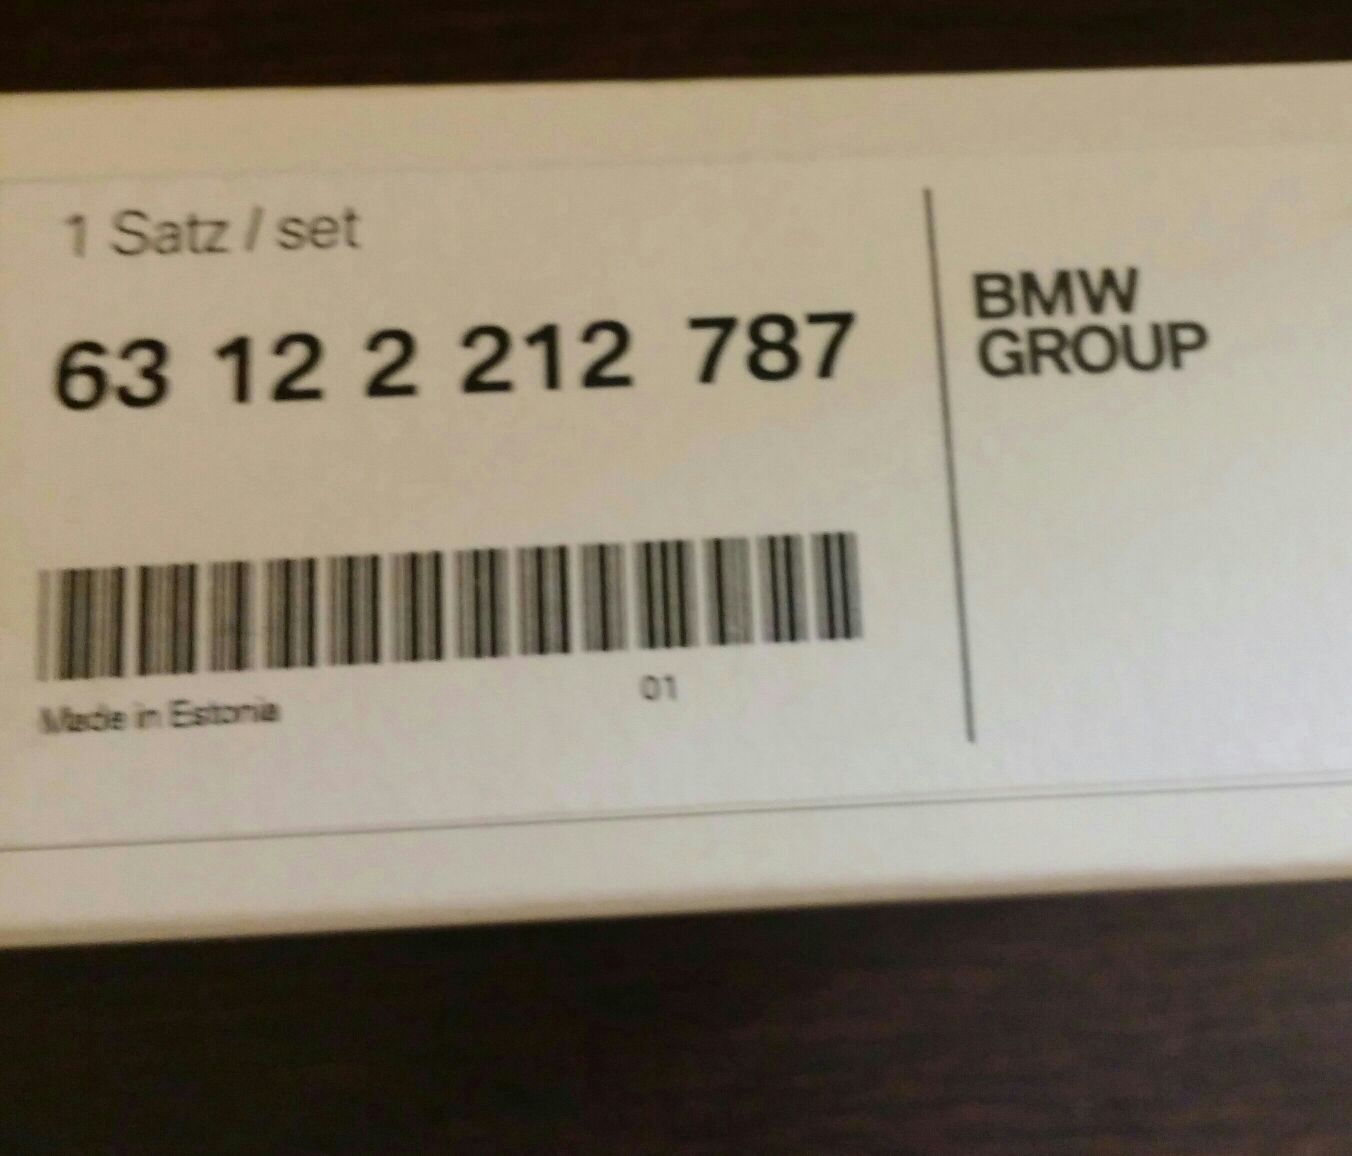 1 Satz / set
63 12 2 212 787
Made in Estonia
01
BMW
GROUP